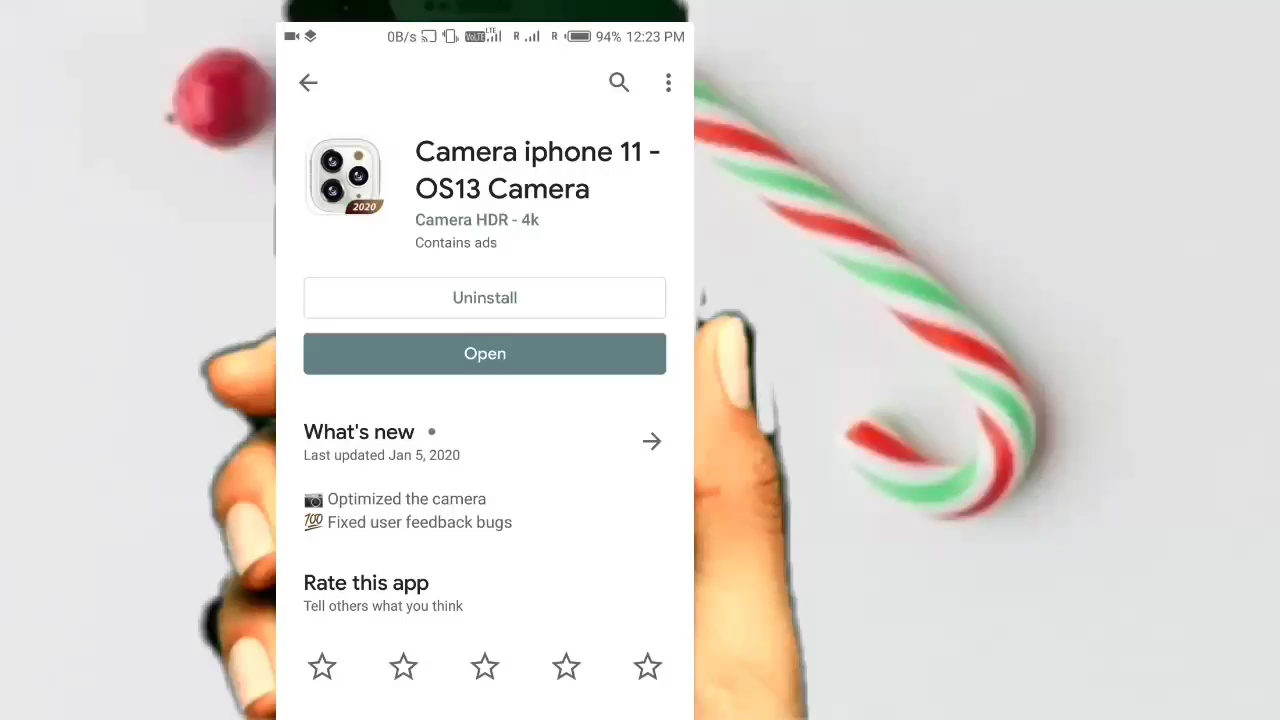 0B/s VoLTE LTE R R 94% 12:23 PM
Camera iphone 11 -
OS13 Camera
2020
Camera HDR - 4k
Contains ads
Uninstall
Open
What's new •
Last updated Jan 5, 2020
📷 Optimized the camera
💯 Fixed user feedback bugs
Rate this app
Tell others what you think